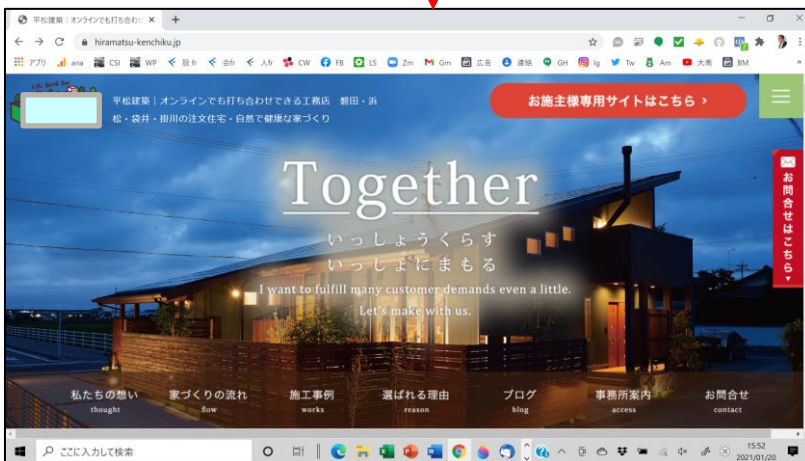 平松建築｜オンラインでも打ち合わせ
hiramatsu-kenchiku.jp
アプリ ana CSI WP 設fr 会fr 人fr CW FB LS Zm Gm 広告 連絡 GH Ig Tw Am 大高 BM
平松建築｜オンラインでも打ち合わせできる工務店 磐田・浜
松・袋井・掛川の注文住宅・自然で健康な家づくり
お施主様専用サイトはこちら ›
お問合せはこちら
Together
いっしょうくらす
いっしょにまもる
I want to fulfill many customer demands even a little.
Let's make with us.
私たちの想い 家づくりの流れ 施工事例 選ばれる理由 ブログ 事務所案内 お問合せ
thought flow works reason blog access contact
ここに入力して検索
15:52
2021/01/20